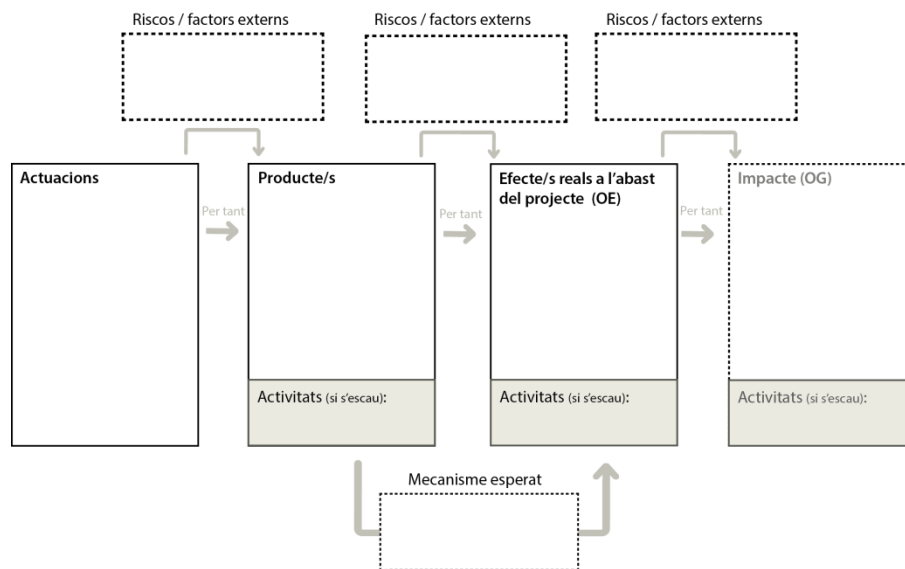 Riscos / factors externs
Riscos / factors externs
Riscos / factors externs
Actuacions
Per tant
Producte/s
Per tant
Efecte/s reals a l'abast
del projecte (OE)
Per tant
Impacte (OG)
Activitats (si s'escau):
Activitats (si s'escau):
Activitats (si s'escau):
Mecanisme esperat